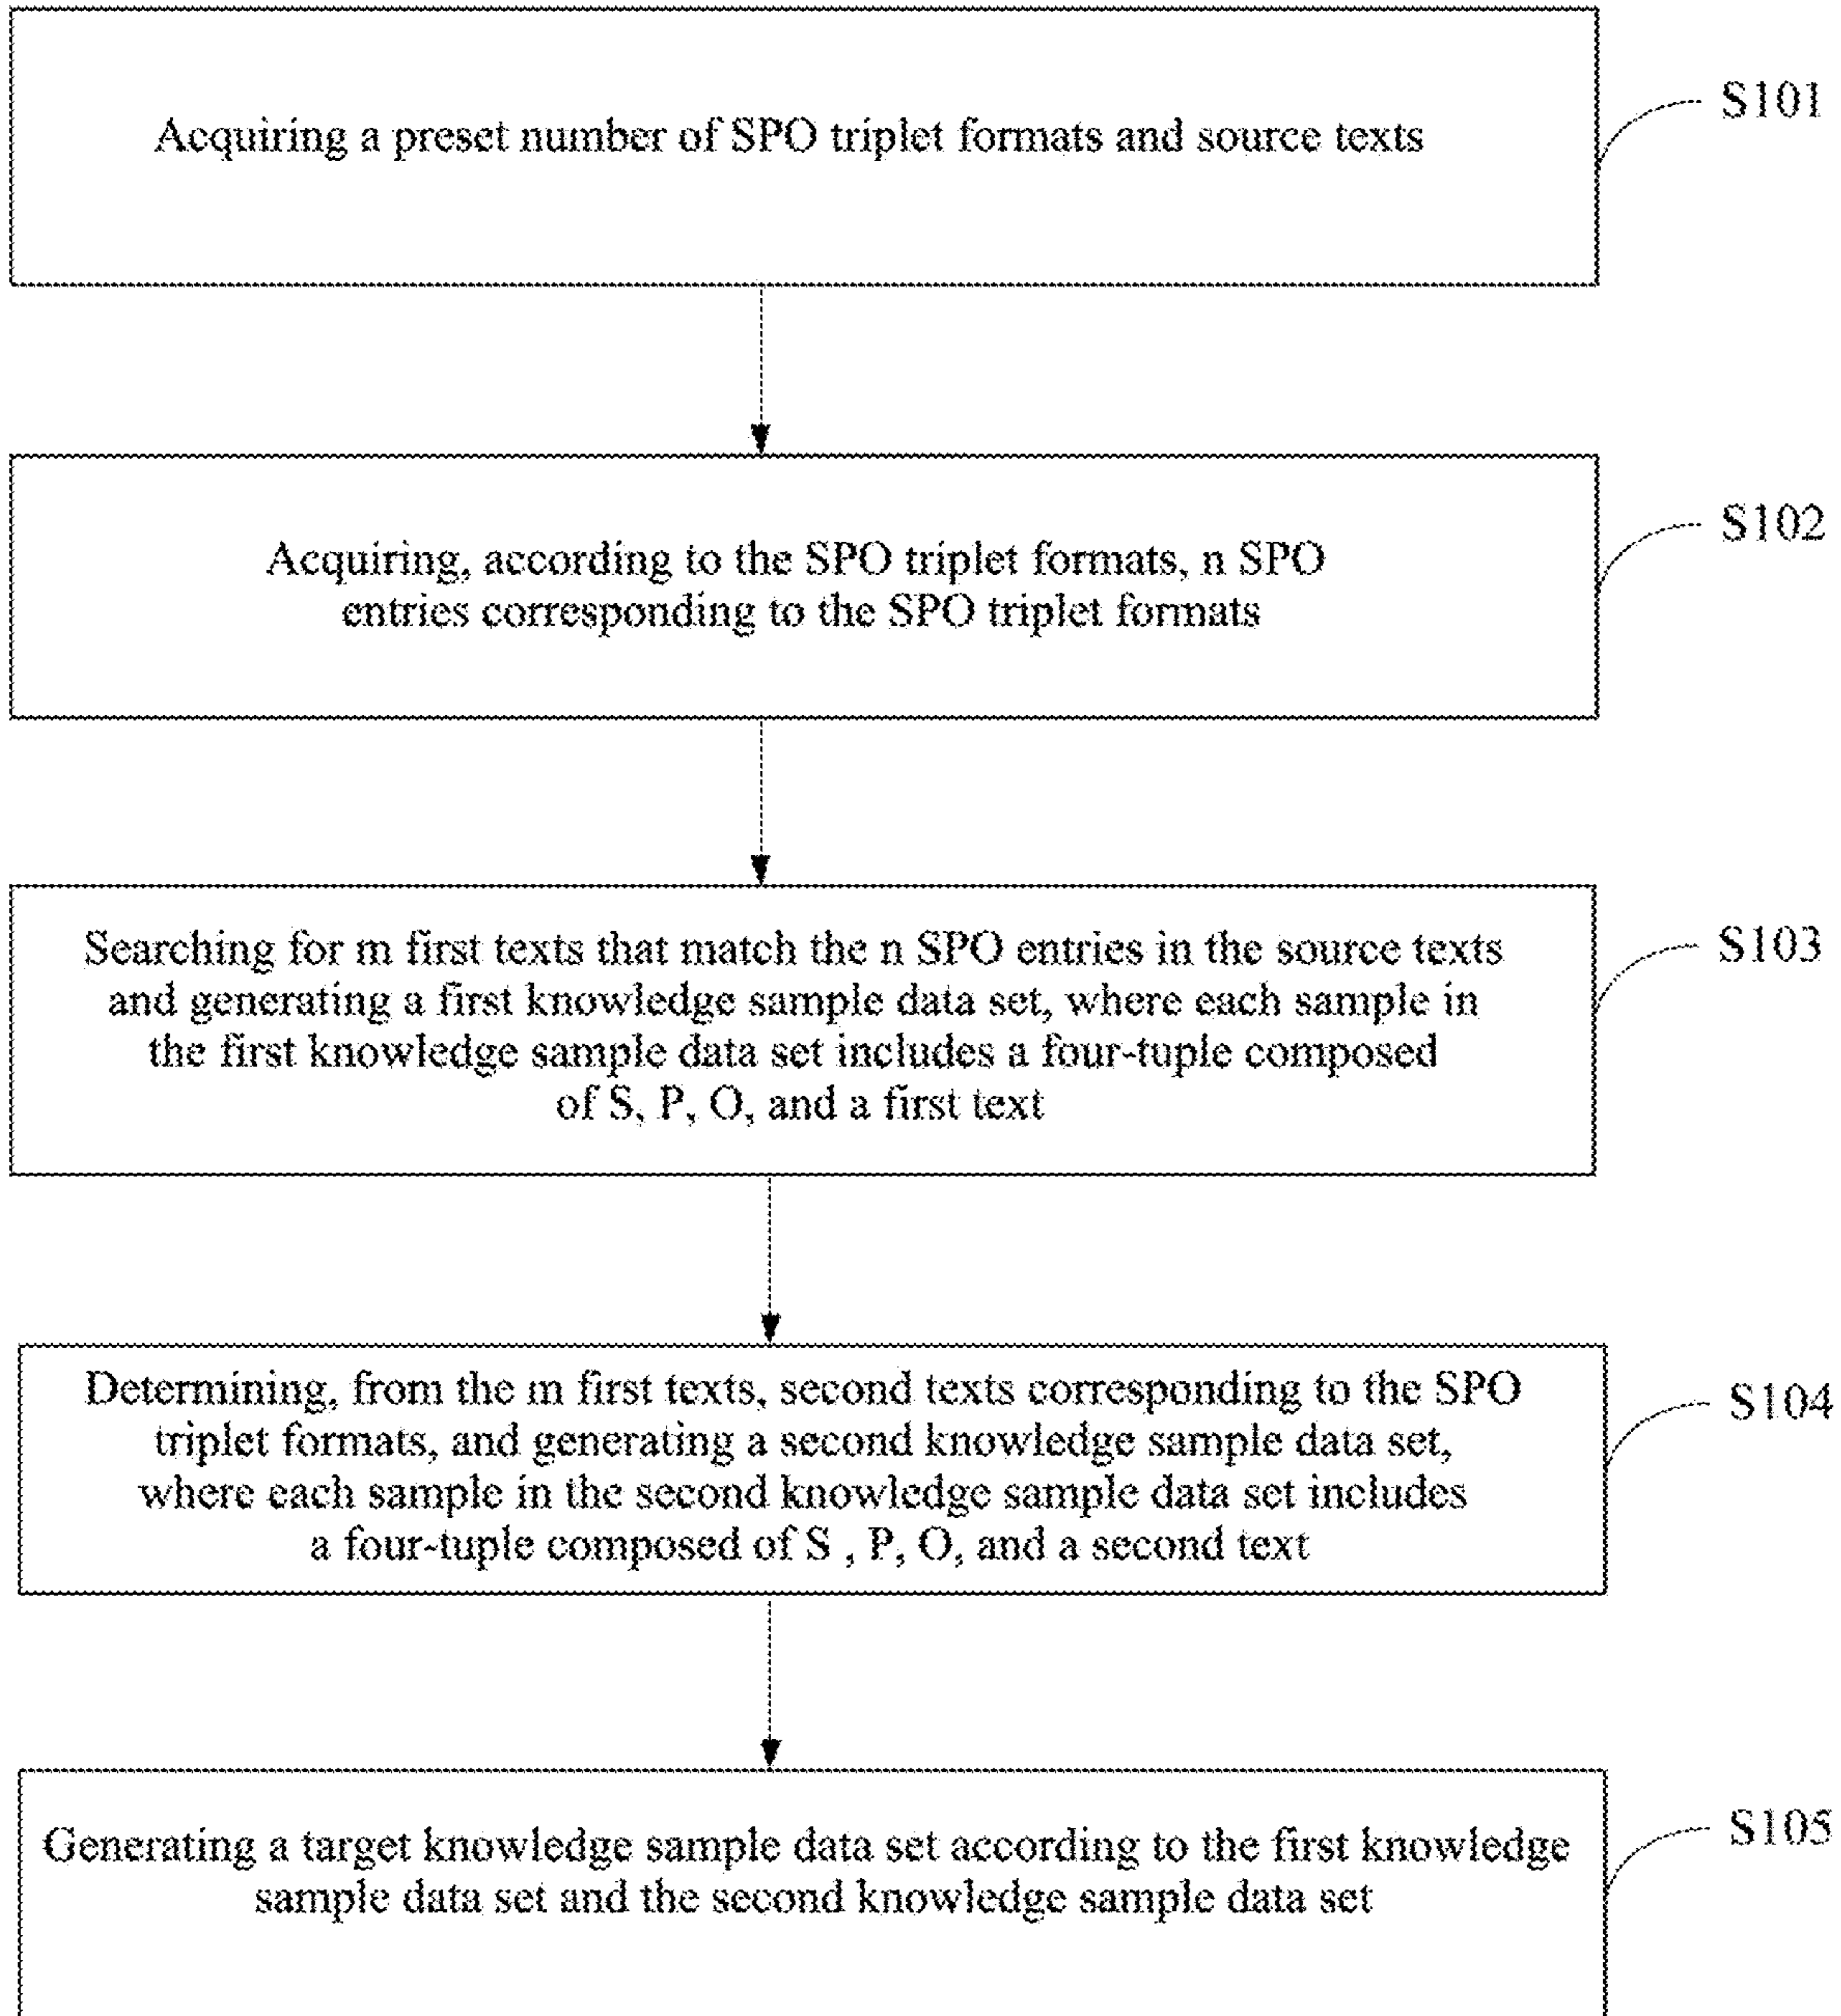 Acquiring a preset number of SPO triplet formats and source texts
S101
Acquiring, according to the SPO triplet formats, n SPO
entries corresponding to the SPO triplet formats
S102
Searching for m first texts that match the n SPO entries in the source texts
and generating a first knowledge sample data set, where each sample in
the first knowledge sample data set includes a four-tuple composed
of S, P, O, and a first text
S103
Determining, from the m first texts, second texts corresponding to the SPO
triplet formats, and generating a second knowledge sample data set,
where each sample in the second knowledge sample data set includes
a four-tuple composed of S , P, O, and a second text
S104
Generating a target knowledge sample data set according to the first knowledge
sample data set and the second knowledge sample data set
S105